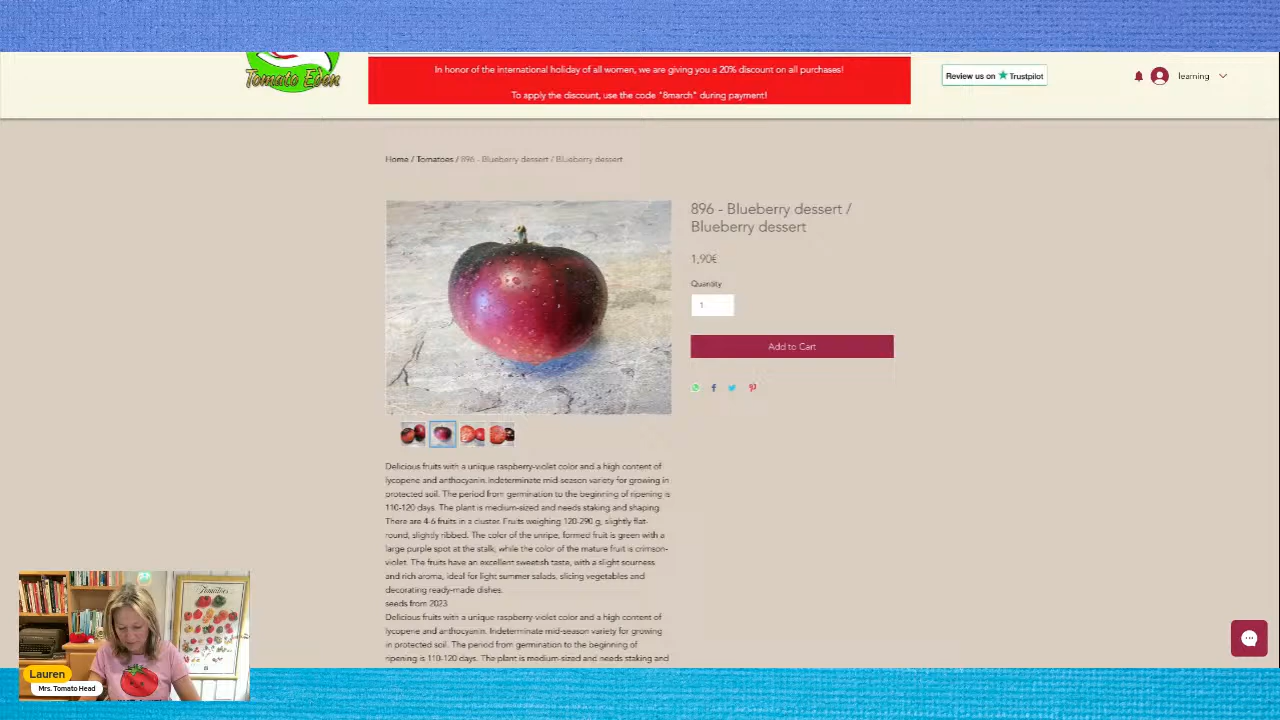 Tomato Eden
In honor of the international holiday of all women, we are giving you a 20% discount on all purchases!
To apply the discount, use the code "8march" during payment!
Review us on Trustpilot
learning
Home / Tomatoes / 896 - Blueberry dessert / Blueberry dessert
896 - Blueberry dessert /
Blueberry dessert
1,90€
Quantity
1
Add to Cart
Delicious fruits with a unique raspberry-violet color and a high content of
lycopene and anthocyanin.Indeterminate mid-season variety for growing in
protected soil. The period from germination to the beginning of ripening is
110-120 days. The plant is medium-sized and needs staking and shaping.
There are 4-6 fruits in a cluster. Fruits weighing 120-290 g, slightly flat-
round, slightly ribbed. The color of the unripe, formed fruit is green with a
large purple spot at the stalk, while the color of the mature fruit is crimson-
violet. The fruits have an excellent sweetish taste, with a slight sourness
and rich aroma, ideal for light summer salads, slicing vegetables and
decorating ready-made dishes.
seeds from 2023.
Delicious fruits with a unique raspberry-violet color and a high content of
lycopene and anthocyanin. Indeterminate mid-season variety for growing
in protected soil. The period from germination to the beginning of
ripening is 110-120 days. The plant is medium-sized and needs staking and
Tomatoes
Lauren
Mrs. Tomato Head